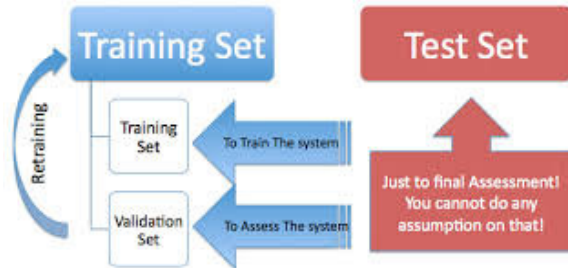 Training Set
Test Set
Retraining
Training
Set
To Train The system
Validation
Set
To Assess The system
Just to final Assessment!
You cannot do any
assumption on that!